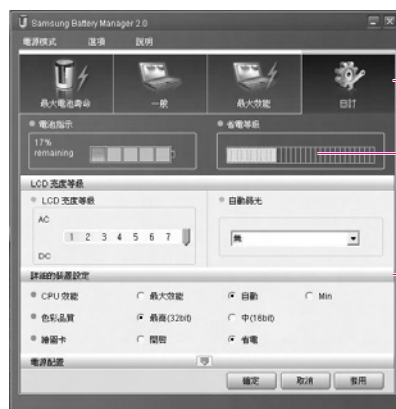 Samsung Battery Manager 2.0
電源模式 選項 說明
最大電池壽命 一般 最大效能 自訂
電池指示 省電等級
17%
remaining
LCD 亮度等級
LCD 亮度等級 自動弱光
AC
1 2 3 4 5 6 7
無
DC
詳細的裝置設定
CPU 效能 最大效能 自動 Min
色彩品質 最高(32bit) 中(16bit)
繪圖卡 開啟 省電
電源配置
確定 取消 套用